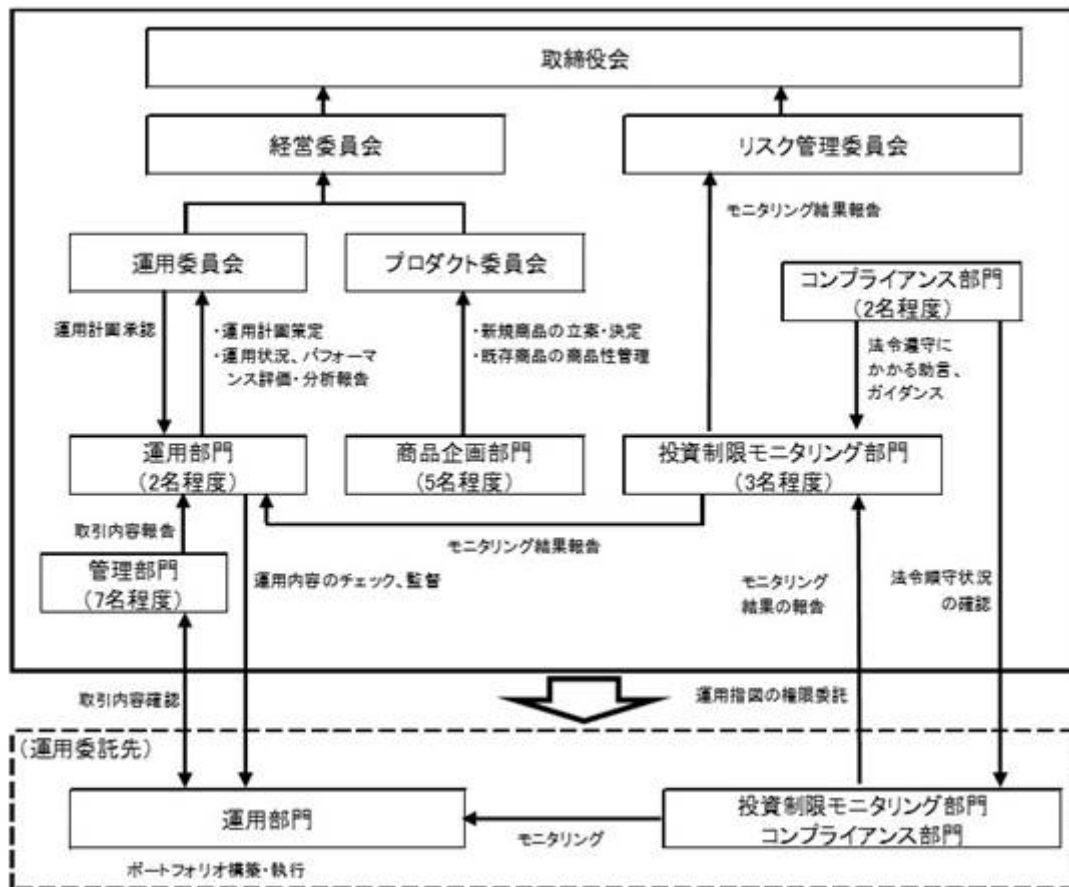 取締役会
経営委員会
リスク管理委員会
モニタリング結果報告
運用委員会
プロダクト委員会
コンプライアンス部門
(2名程度)
運用計画承認
・運用計画策定
・運用状況、パフォーマ
ンス評価・分析報告
・新規商品の立案・決定
・既存商品の商品性管理
法令遵守に
かかる助言、
ガイダンス
運用部門
(2名程度)
商品企画部門
(5名程度)
投資制限モニタリング部門
(3名程度)
取引内容報告
モニタリング結果報告
管理部門
(7名程度)
運用内容のチェック、監督
モニタリング
結果の報告
法令順守状況
の確認
取引内容確認
運用指図の権限委託
(運用委託先)
運用部門
モニタリング
投資制限モニタリング部門
コンプライアンス部門
ポートフォリオ構築・執行